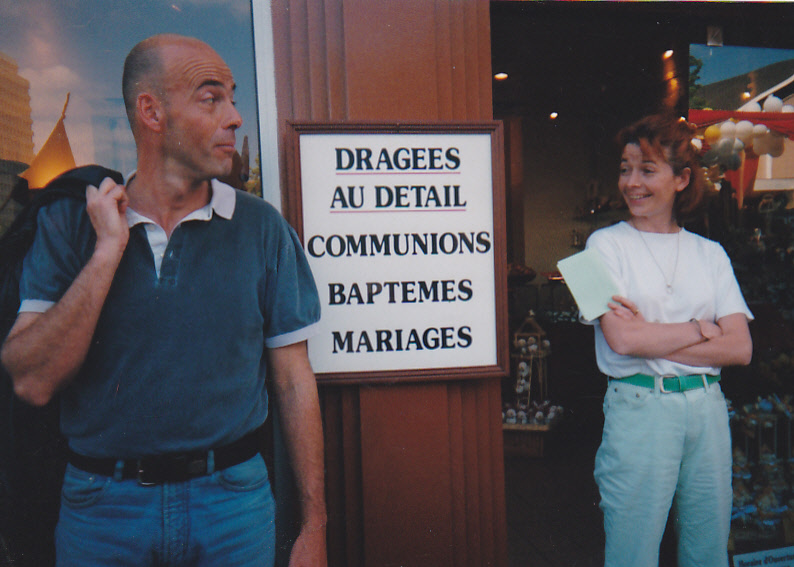 DRAGEES
AU DETAIL
COMMUNIONS
BAPTEMES
MARIAGES